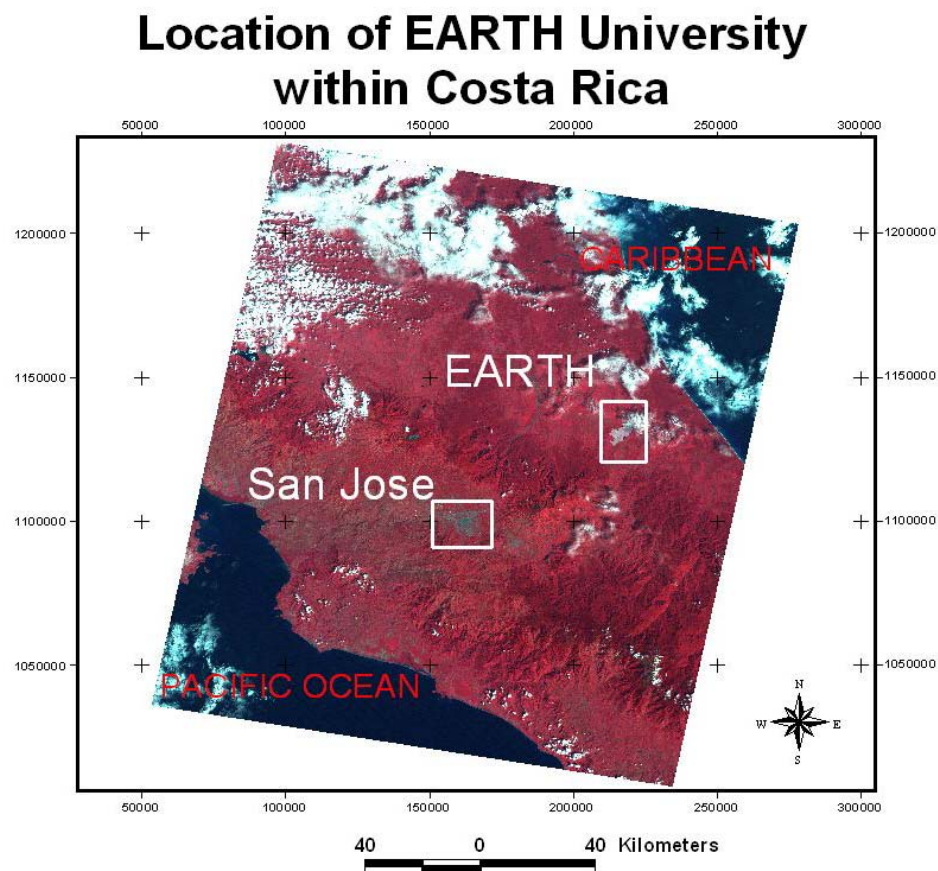 Location of EARTH University
within Costa Rica
50000 100000 150000 200000 250000 300000
1200000 1200000
CARIBBEAN
EARTH
1150000 1150000
San Jose
1100000 1100000
1050000 1050000
PACIFIC OCEAN
N
W E
S
50000 100000 150000 200000 250000 300000
40 0 40 Kilometers